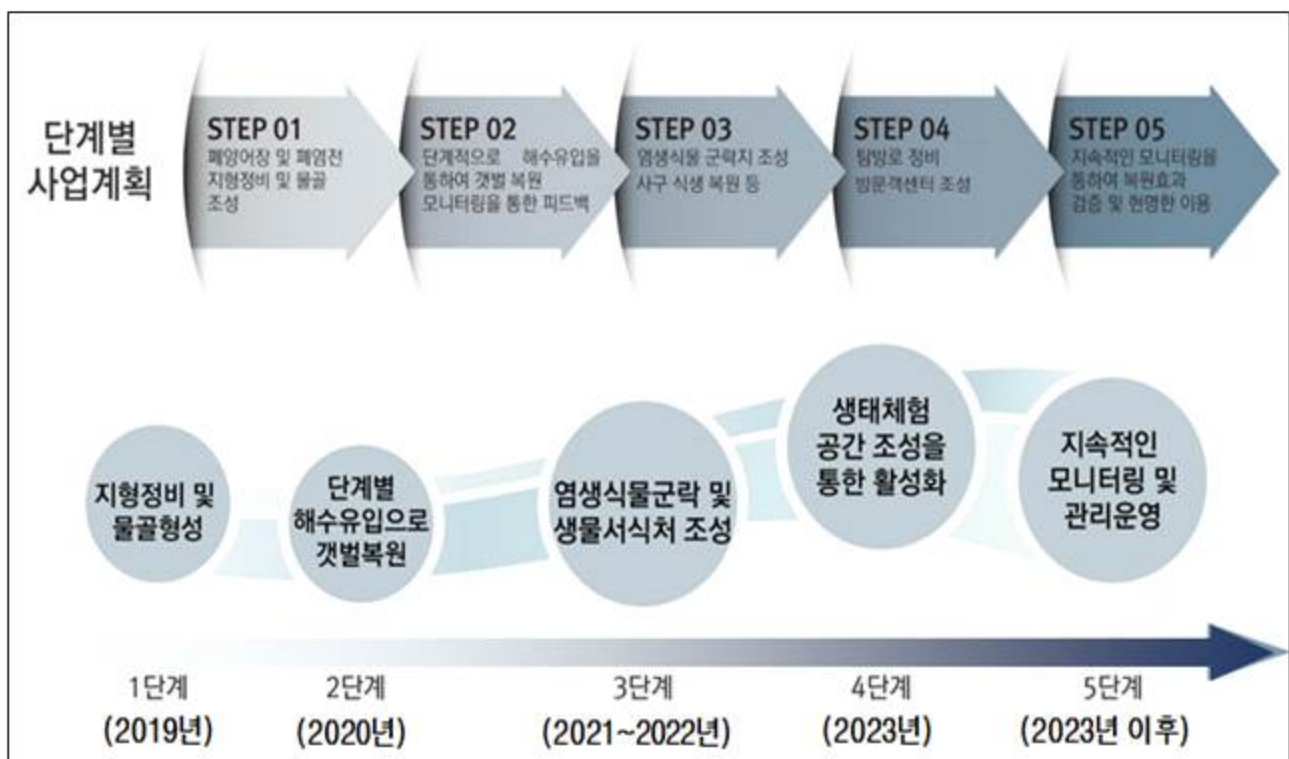 단계별
사업계획
STEP 01
폐양어장 및 폐염전
지형정비 및 물골
조성
STEP 02
단계적으로 해수유입을
통하여 갯벌 복원
모니터링을 통한 피드백
STEP 03
염생식물 군락지 조성
사구 식생 복원 등
STEP 04
탐방로 정비
방문객센터 조성
STEP 05
지속적인 모니터링을
통하여 복원효과
검증 및 현명한 이용
지형정비 및
물골형성
단계별
해수유입으로
갯벌복원
염생식물군락 및
생물서식처 조성
생태체험
공간 조성을
통한 활성화
지속적인
모니터링 및
관리운영
1단계
(2019년)
2단계
(2020년)
3단계
(2021~2022년)
4단계
(2023년)
5단계
(2023년 이후)